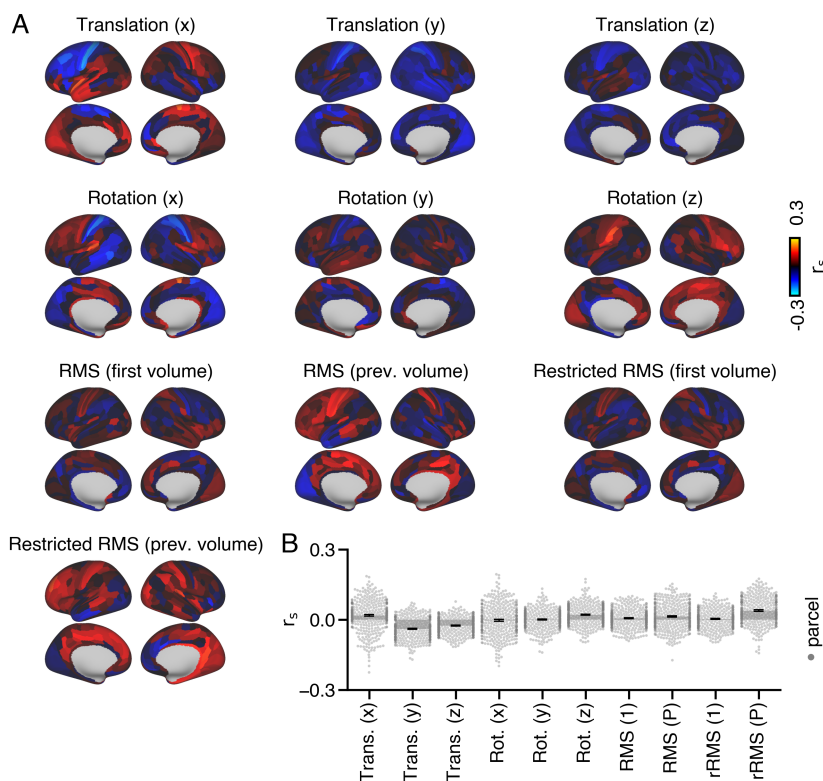 A
Translation (x)
Translation (y)
Translation (z)
Rotation (x)
Rotation (y)
Rotation (z)
0.3
-0.3
rs
RMS (first volume)
RMS (prev. volume)
Restricted RMS (first volume)
Restricted RMS (prev. volume)
B
0.3
0.0
−0.3
rs
Trans. (x)
Trans. (y)
Trans. (z)
Rot. (x)
Rot. (y)
Rot. (z)
RMS (1)
RMS (P)
rRMS (1)
rRMS (P)
parcel